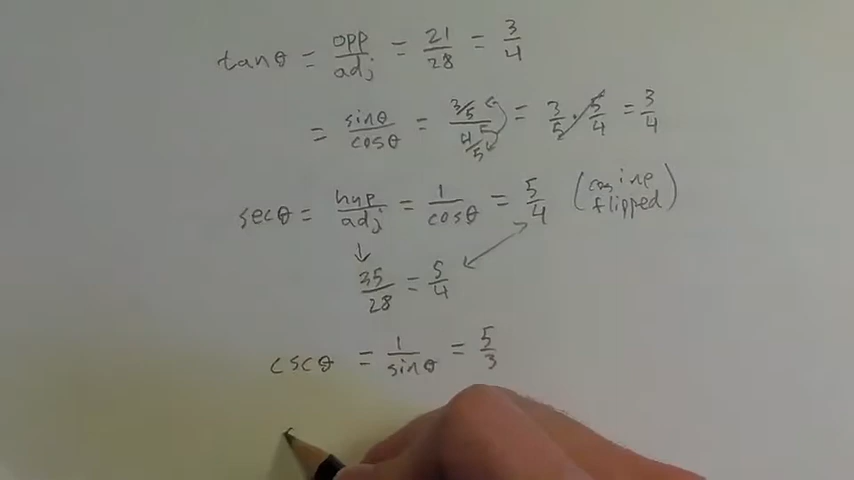 tanθ = opp/adj = 21/28 = 3/4
= sinθ/cosθ = (3/5)/(4/5) = 3/5 · 5/4 = 3/4
secθ = hyp/adj = 1/cosθ = 5/4 (cosine flipped)
35/28 = 5/4
cscθ = 1/sinθ = 5/3